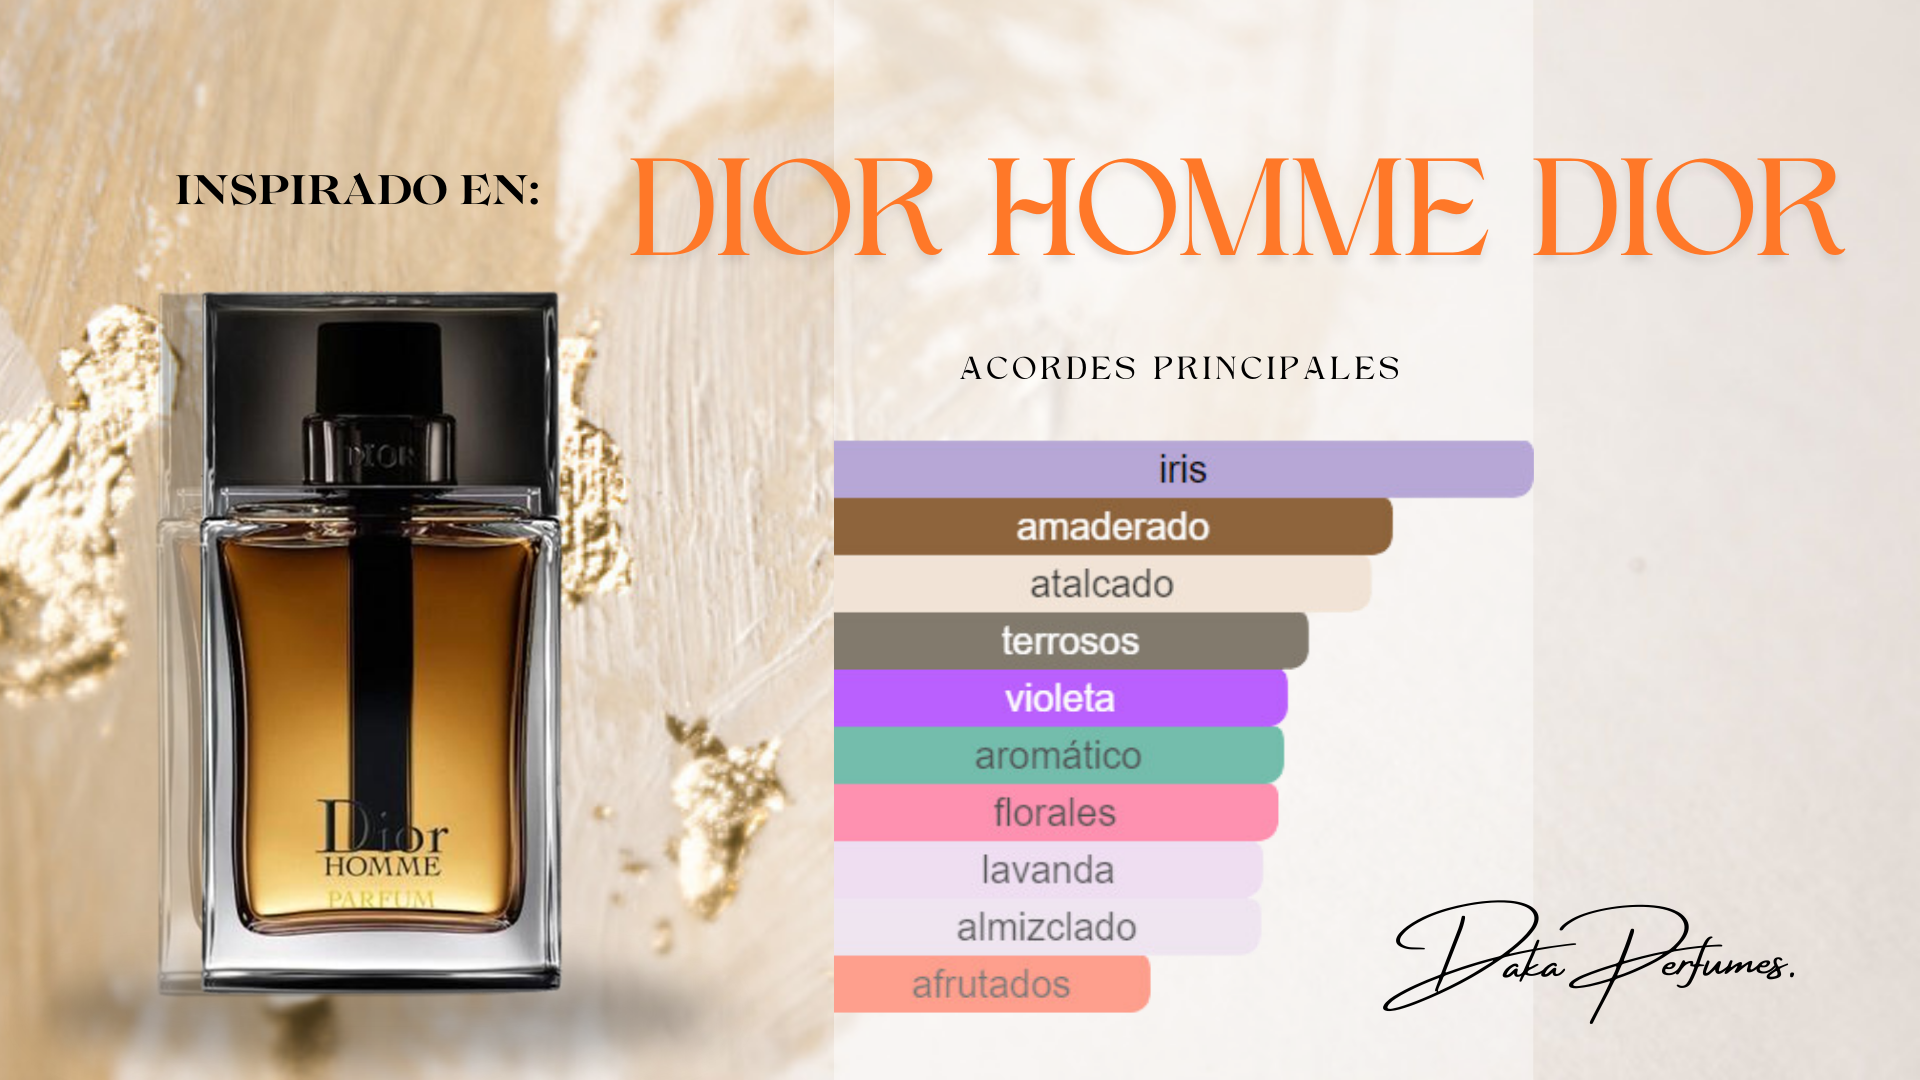 INSPIRADO EN:
DIOR HOMME DIOR
ACORDES PRINCIPALES
iris
amaderado
atalcado
terrosos
violeta
aromático
florales
lavanda
almizclado
afrutados
DIOR
Dior
HOMME
PARFUM
Daka Perfumes.